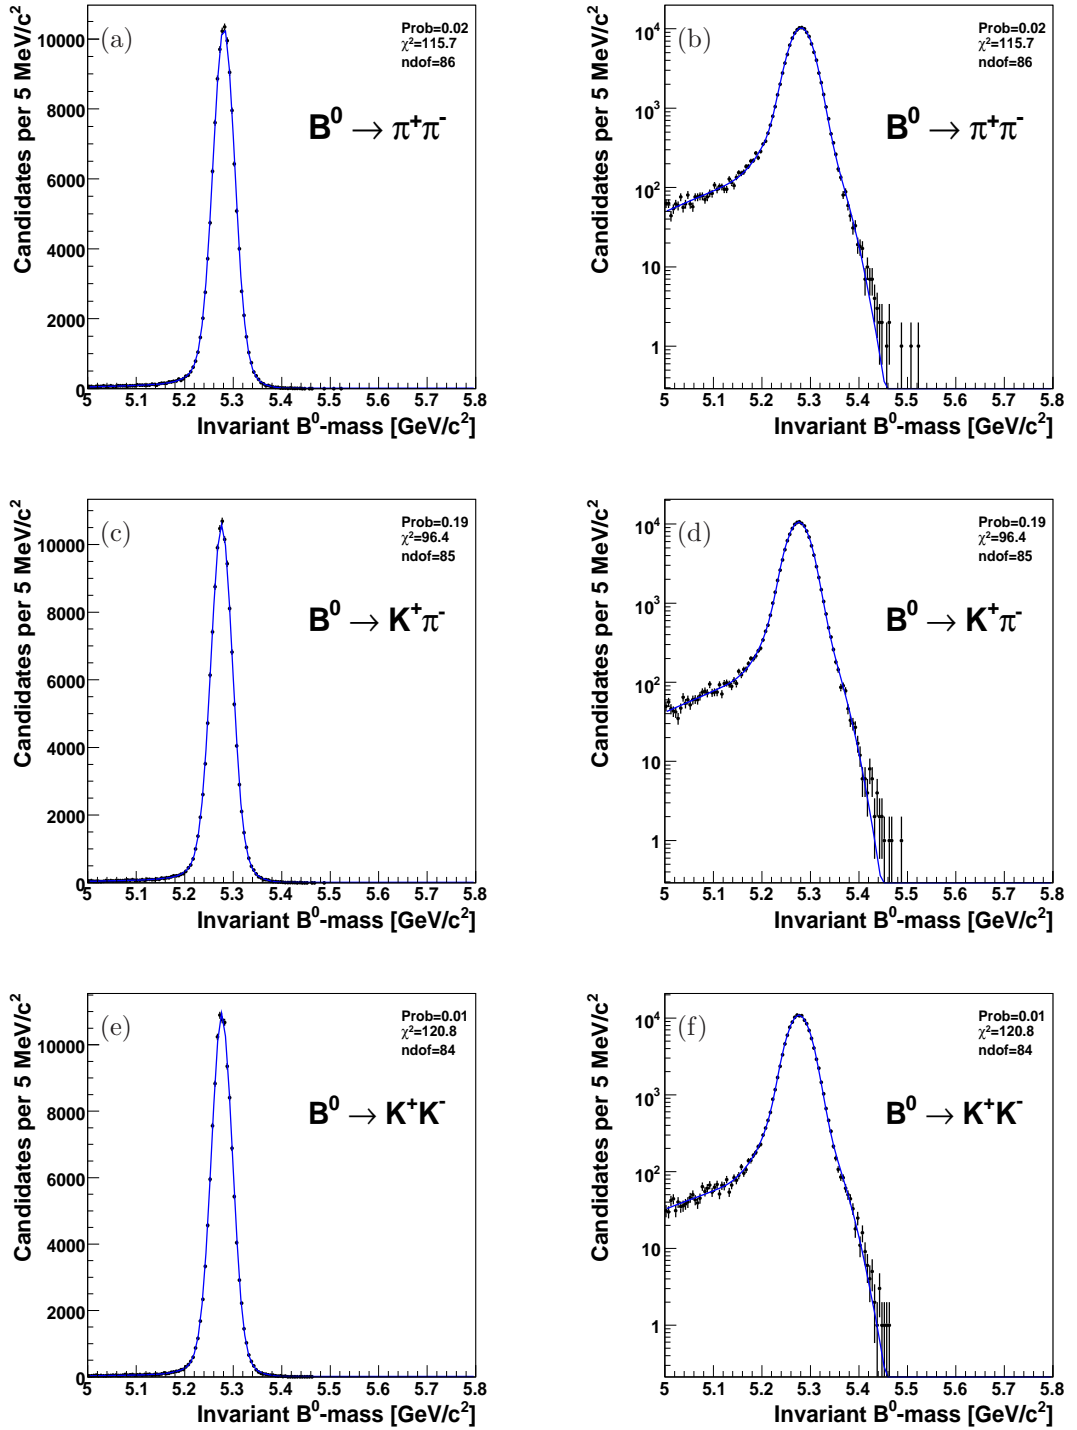 (a)
Prob=0.02
χ²=115.7
ndof=86
B⁰ → π⁺π⁻
Candidates per 5 MeV/c²
10000
8000
6000
4000
2000
0
5 5.1 5.2 5.3 5.4 5.5 5.6 5.7 5.8
Invariant B⁰-mass [GeV/c²]
(b)
Prob=0.02
χ²=115.7
ndof=86
B⁰ → π⁺π⁻
Candidates per 5 MeV/c²
10⁴
10³
10²
10
1
5 5.1 5.2 5.3 5.4 5.5 5.6 5.7 5.8
Invariant B⁰-mass [GeV/c²]
(c)
Prob=0.19
χ²=96.4
ndof=85
B⁰ → K⁺π⁻
Candidates per 5 MeV/c²
10000
8000
6000
4000
2000
0
5 5.1 5.2 5.3 5.4 5.5 5.6 5.7 5.8
Invariant B⁰-mass [GeV/c²]
(d)
Prob=0.19
χ²=96.4
ndof=85
B⁰ → K⁺π⁻
Candidates per 5 MeV/c²
10⁴
10³
10²
10
1
5 5.1 5.2 5.3 5.4 5.5 5.6 5.7 5.8
Invariant B⁰-mass [GeV/c²]
(e)
Prob=0.01
χ²=120.8
ndof=84
B⁰ → K⁺K⁻
Candidates per 5 MeV/c²
10000
8000
6000
4000
2000
0
5 5.1 5.2 5.3 5.4 5.5 5.6 5.7 5.8
Invariant B⁰-mass [GeV/c²]
(f)
Prob=0.01
χ²=120.8
ndof=84
B⁰ → K⁺K⁻
Candidates per 5 MeV/c²
10⁴
10³
10²
10
1
5 5.1 5.2 5.3 5.4 5.5 5.6 5.7 5.8
Invariant B⁰-mass [GeV/c²]